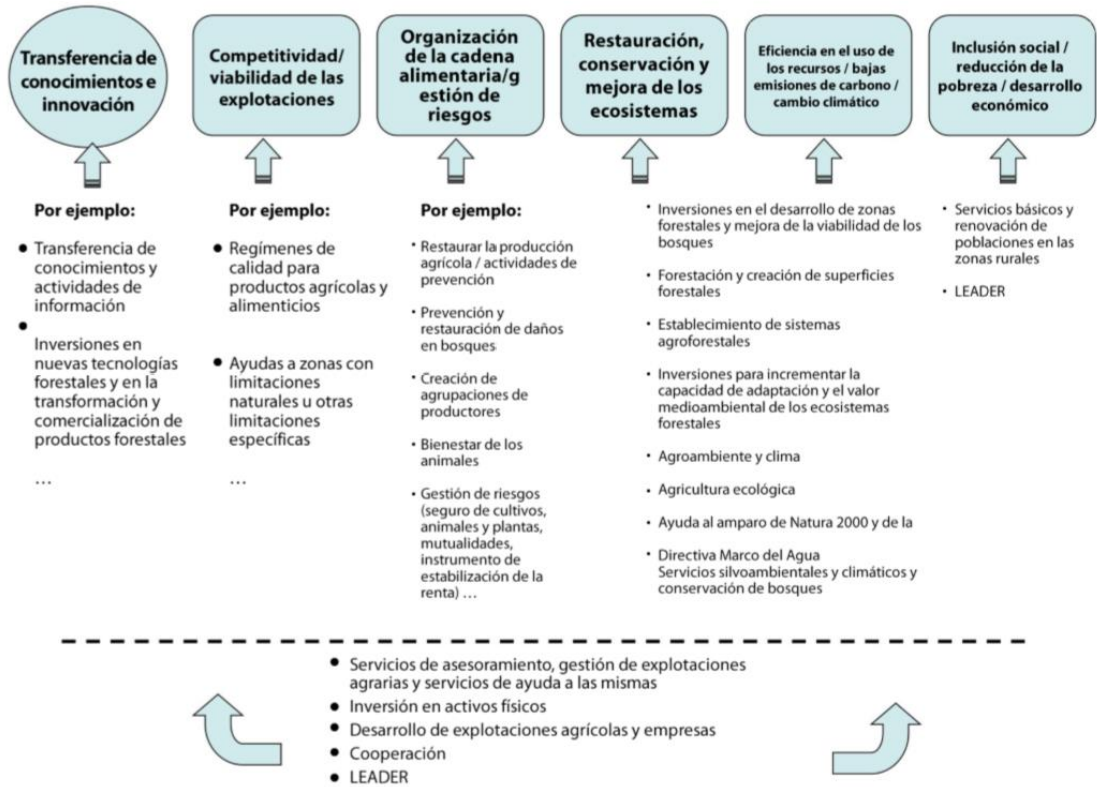 Transferencia de
conocimientos e
innovación
Competitividad/
viabilidad de las
explotaciones
Organización
de la cadena
alimentaria/g
estión de
riesgos
Restauración,
conservación y
mejora de los
ecosistemas
Eficiencia en el uso de
los recursos / bajas
emisiones de carbono /
cambio climático
Inclusión social /
reducción de la
pobreza / desarrollo
económico
Por ejemplo:
• Transferencia de
conocimientos y
actividades de
información
•
Inversiones en
nuevas tecnologías
forestales y en la
transformación y
comercialización de
productos forestales
…
Por ejemplo:
• Regímenes de
calidad para
productos agrícolas y
alimenticios
• Ayudas a zonas con
limitaciones
naturales u otras
limitaciones
específicas
…
Por ejemplo:
• Restaurar la producción
agrícola / actividades de
prevención
• Prevención y
restauración de daños
en bosques
• Creación de
agrupaciones de
productores
• Bienestar de los
animales
• Gestión de riesgos
(seguro de cultivos,
animales y plantas,
mutualidades,
instrumento de
estabilización de la
renta) …
• Inversiones en el desarrollo de zonas
forestales y mejora de la viabilidad de los
bosques
• Forestación y creación de superficies
forestales
• Establecimiento de sistemas
agroforestales
• Inversiones para incrementar la
capacidad de adaptación y el valor
medioambiental de los ecosistemas
forestales
• Agroambiente y clima
• Agricultura ecológica
• Ayuda al amparo de Natura 2000 y de la
• Directiva Marco del Agua
Servicios silvoambientales y climáticos y
conservación de bosques
• Servicios básicos y
renovación de
poblaciones en las
zonas rurales
• LEADER
• Servicios de asesoramiento, gestión de explotaciones
agrarias y servicios de ayuda a las mismas
• Inversión en activos físicos
• Desarrollo de explotaciones agrícolas y empresas
• Cooperación
• LEADER